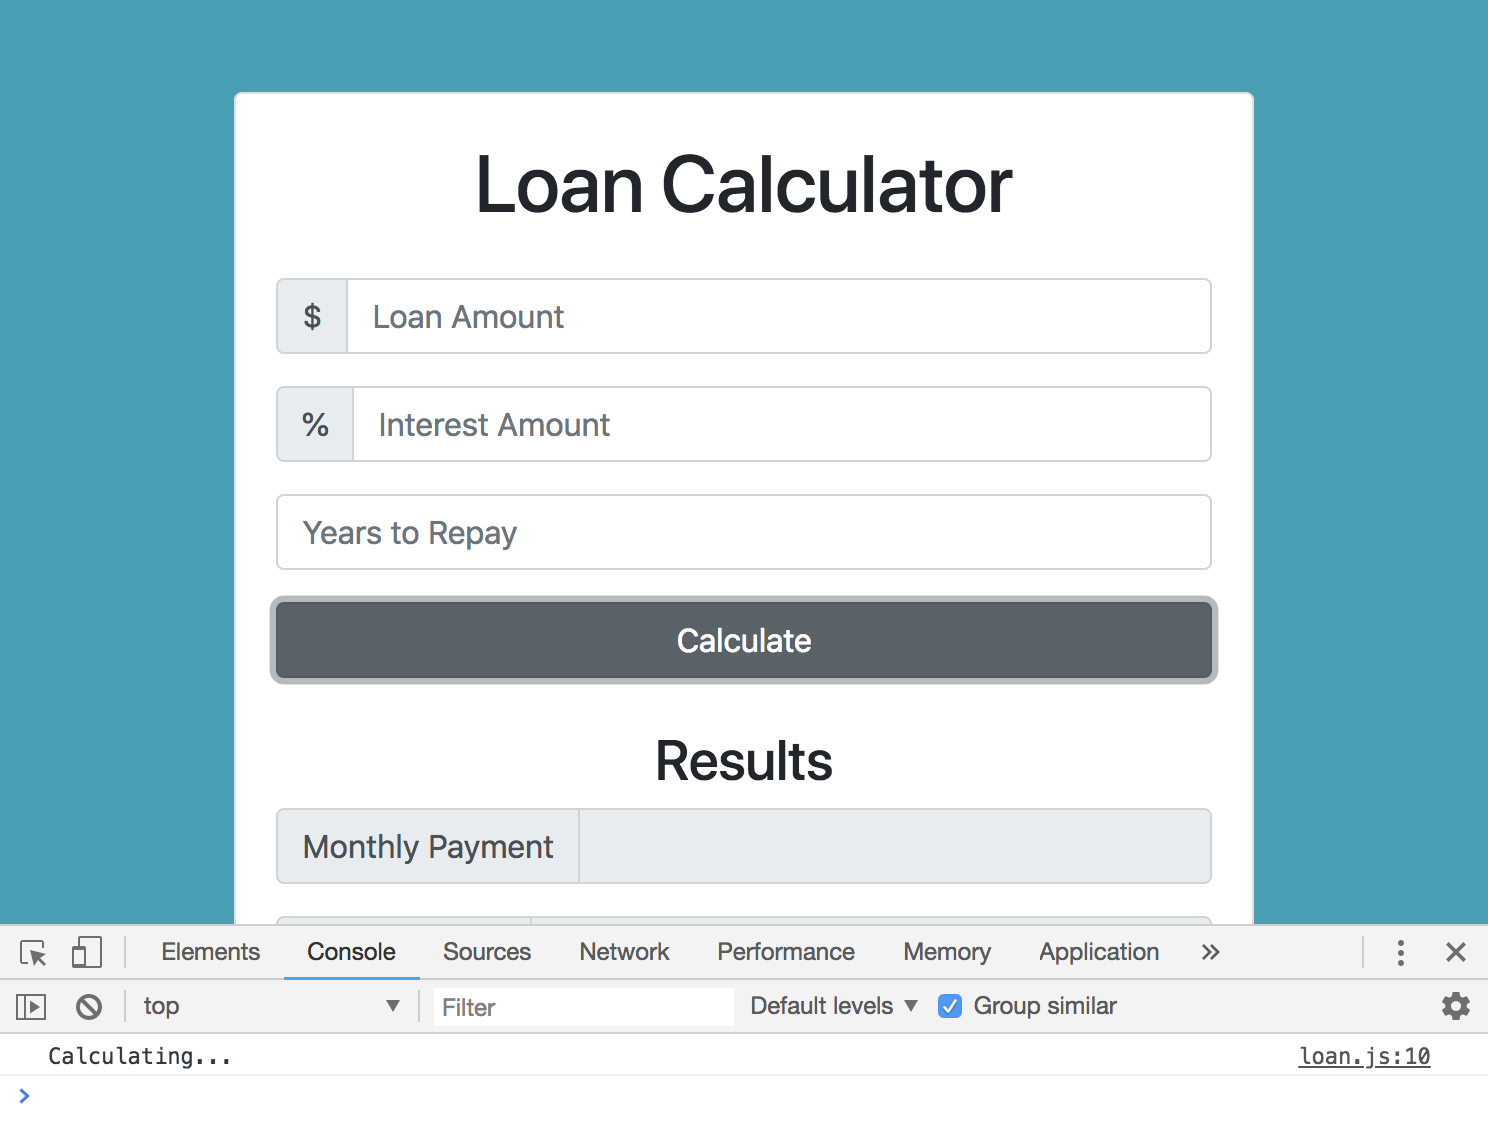 Loan Calculator
$ Loan Amount
% Interest Amount
Years to Repay
Calculate
Results
Monthly Payment
Elements Console Sources Network Performance Memory Application »
top ▼ Filter Default levels ▼ Group similar
Calculating... loan.js:10
>